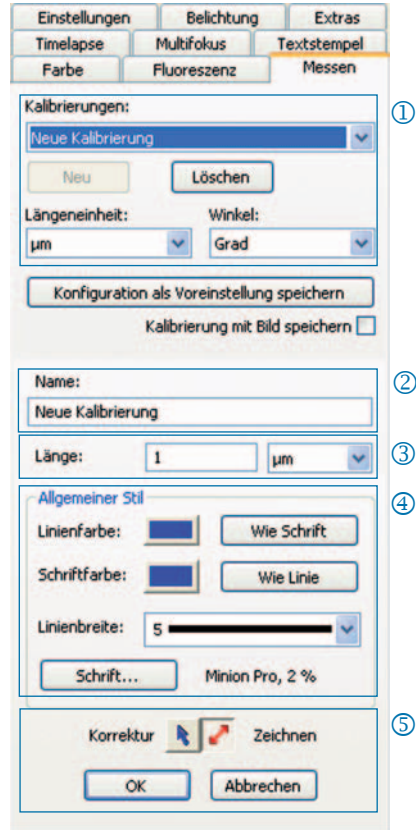 Einstellungen Belichtung Extras
Timelapse Multifokus Textstempel
Farbe Fluoreszenz Messen
Kalibrierungen: ①
Neue Kalibrierung
Neu Löschen
Längeneinheit: Winkel:
µm Grad
Konfiguration als Voreinstellung speichern
Kalibrierung mit Bild speichern
Name: ②
Neue Kalibrierung
Länge: 1 µm ③
Allgemeiner Stil ④
Linienfarbe: Wie Schrift
Schriftfarbe: Wie Linie
Linienbreite: 5
Schrift... Minion Pro, 2 %
Korrektur Zeichnen ⑤
OK Abbrechen